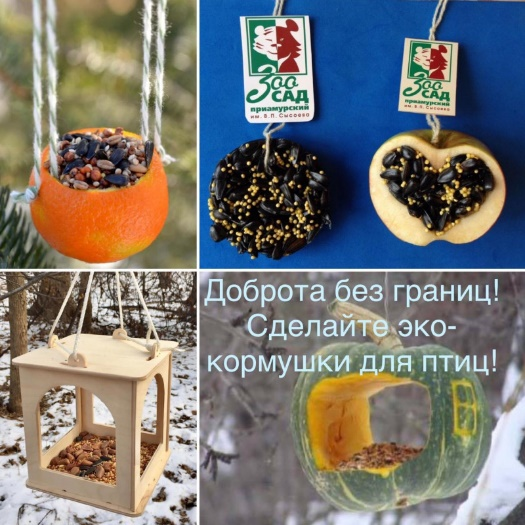 Зоо
САД
ПРИАМУРСКИЙ
ИМ. В.П. Сысоева
Зоо
САД
ПРИАМУРСКИЙ
ИМ. В.П. Сысоева
Доброта без границ!
Сделайте эко-
кормушки для птиц!